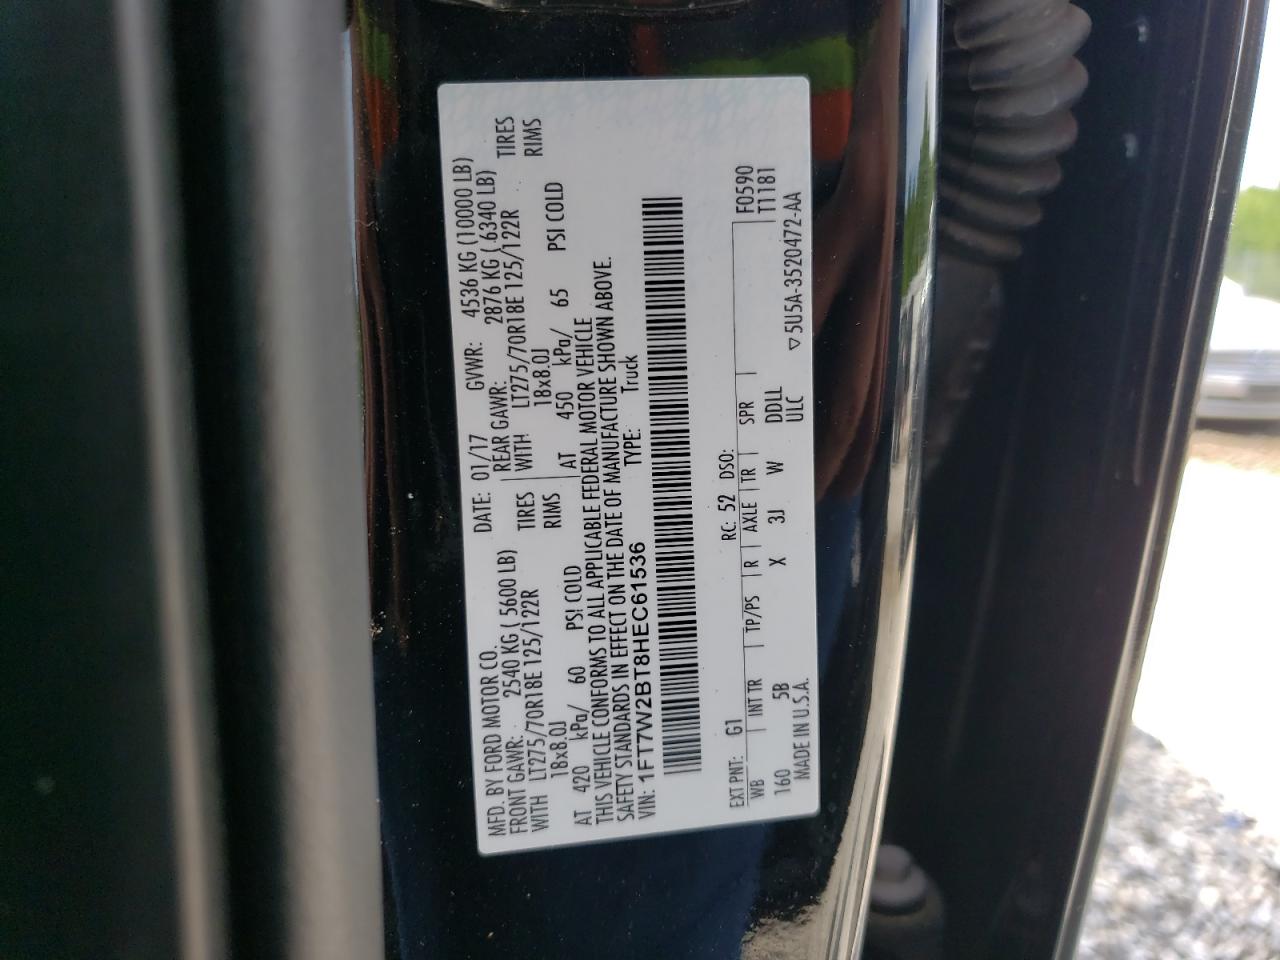 MFD. BY FORD MOTOR CO.
DATE: 01/17 GVWR: 4536 KG (10000 LB)
FRONT GAWR: 2540 KG ( 5600 LB)
REAR GAWR: 2876 KG ( 6340 LB)
WITH LT275/70R18E 125/122R TIRES
WITH LT275/70R18E 125/122R TIRES
18x8.0J RIMS
18x8.0J RIMS
AT 420 kPa/ 60 PSI COLD
AT 450 kPa/ 65 PSI COLD
THIS VEHICLE CONFORMS TO ALL APPLICABLE FEDERAL MOTOR VEHICLE
SAFETY STANDARDS IN EFFECT ON THE DATE OF MANUFACTURE SHOWN ABOVE.
VIN: 1FT7W2BT8HEC61536 TYPE: Truck
EXT PNT: G1 RC: 52 DSO: F0590
WB INT TR TP/PS R AXLE TR SPR T1181
160 5B X 3J W DDLL
ULC
MADE IN U.S.A. ▽5U5A-3520472-AA